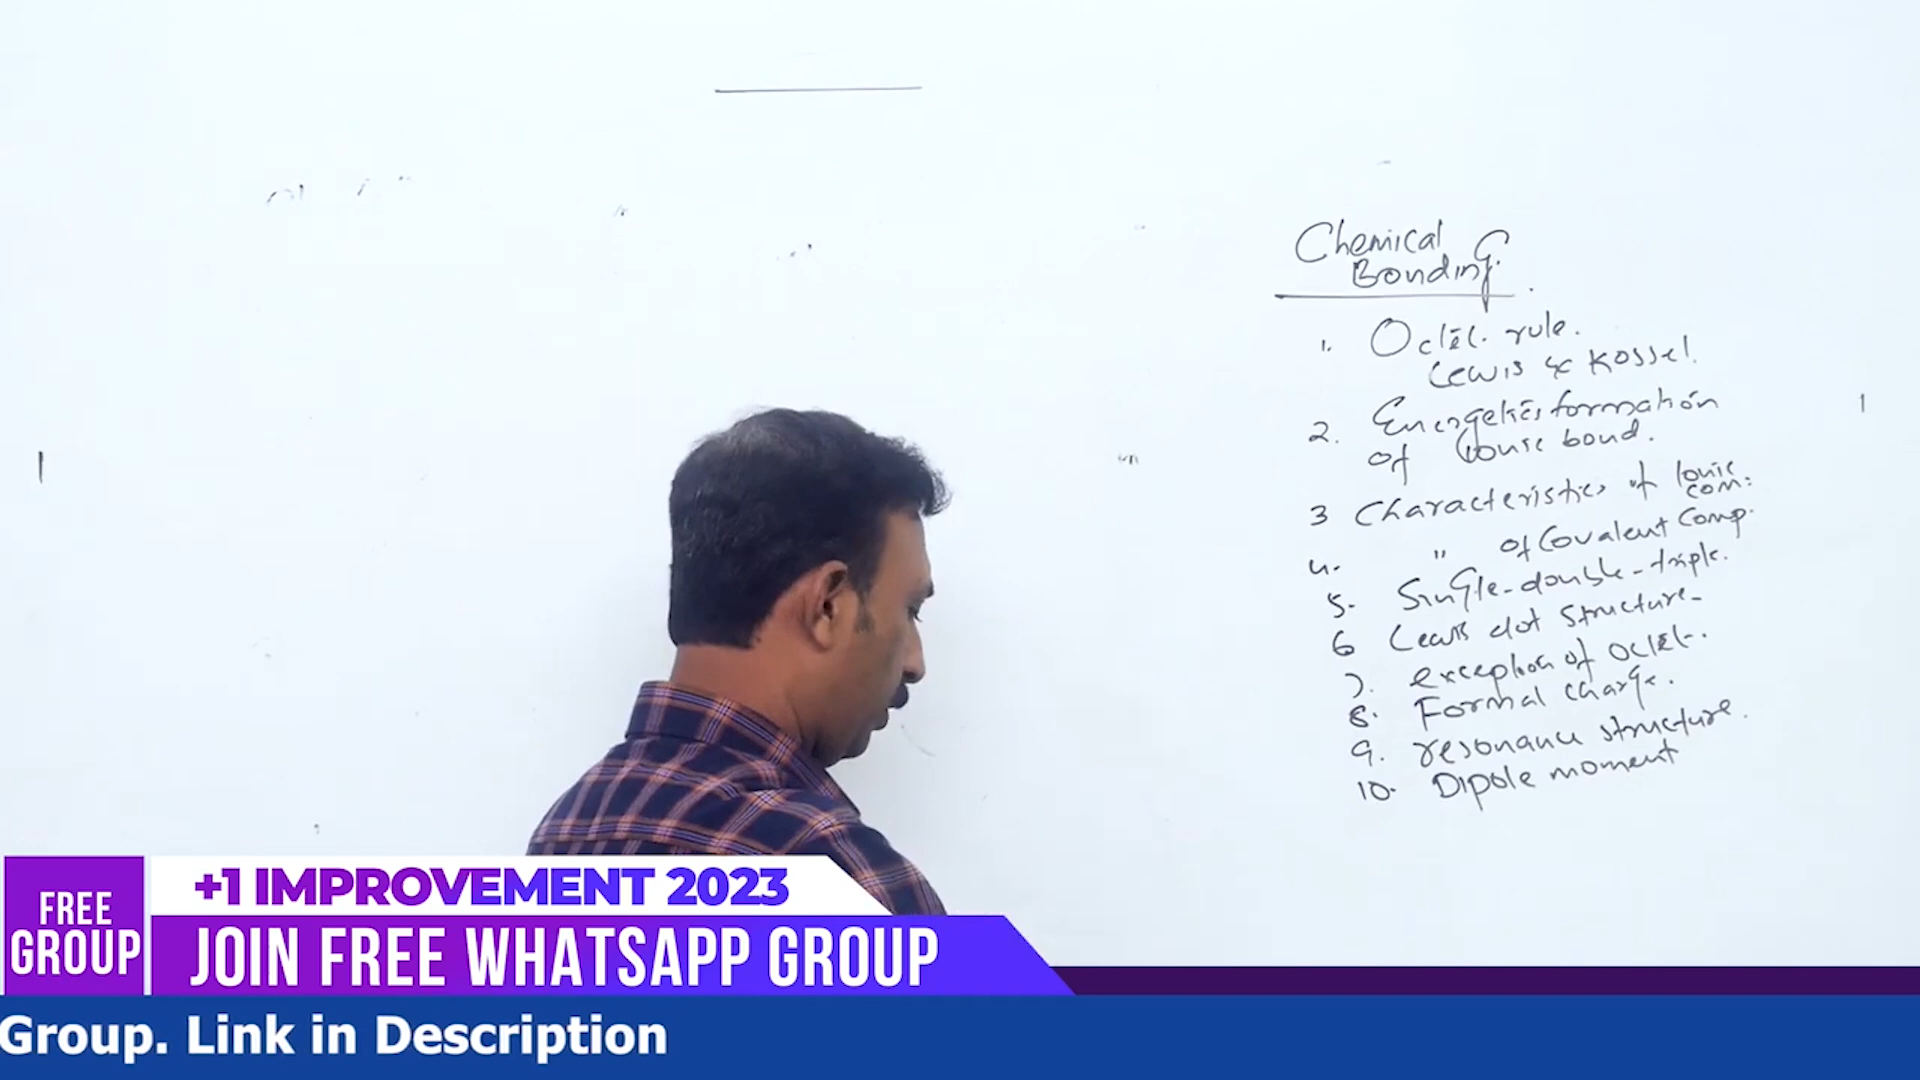 Chemical
Bonding.
1. Octet. rule.
Lewis & Kossel.
2. Energetics formation
of Ionic bond.
3 Characteristics of Ionic
com:
4. " of Covalent Comp.
5. Single-double-triple.
6 Lewis dot structure-
7. exception of Octet.
8. Formal charge.
9. resonance structure.
10. Dipole moment
+1 IMPROVEMENT 2023
FREE
GROUP
JOIN FREE WHATSAPP GROUP
Group. Link in Description